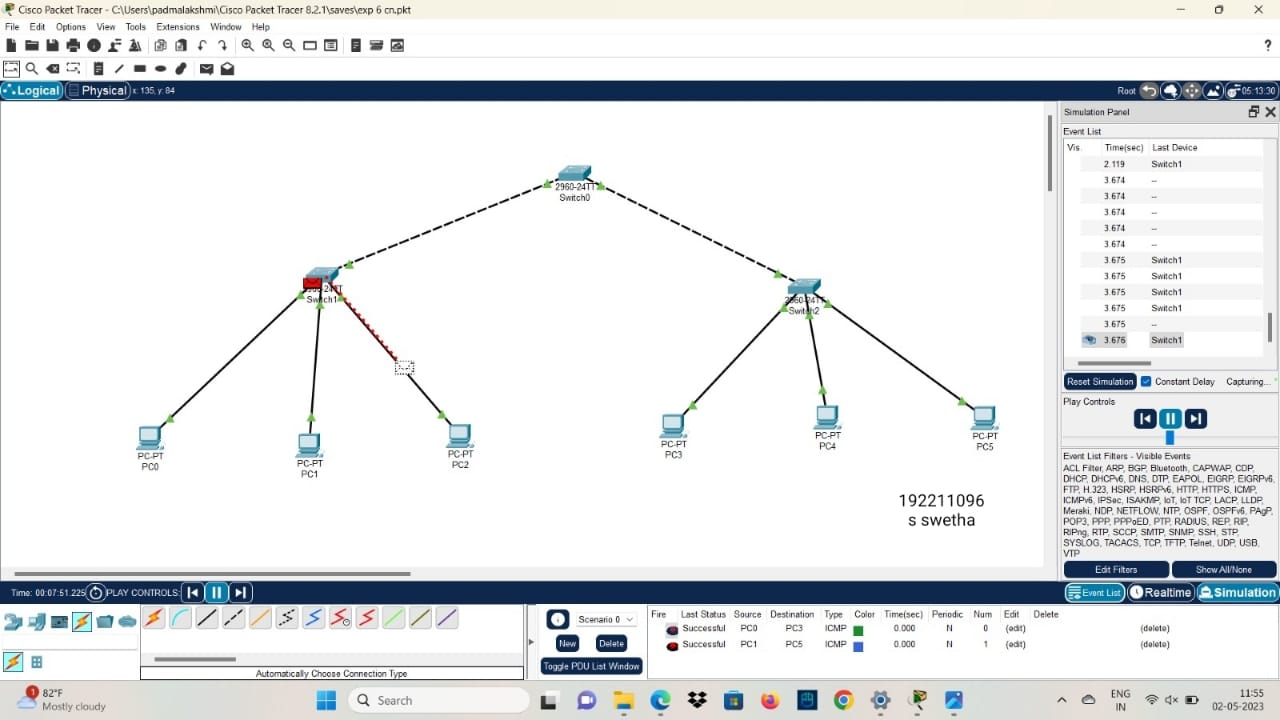 Cisco Packet Tracer - C:\Users\padmalakshmi\Cisco Packet Tracer 8.2.1\saves\exp 6 cn.pkt
File Edit Options View Tools Extensions Window Help
?
Logical Physical x: 135, y: 84
Root 05:13:30
Simulation Panel
Event List
Vis. Time(sec) Last Device
2.119 Switch1
3.674 --
3.674 --
3.674 --
3.674 --
3.674 --
3.675 Switch1
3.675 Switch1
3.675 Switch1
3.675 Switch1
3.675 --
3.676 Switch1
Reset Simulation Constant Delay Capturing...
Play Controls
Event List Filters - Visible Events
ACL Filter, ARP, BGP, Bluetooth, CAPWAP, CDP,
DHCP, DHCPv6, DNS, DTP, EAPOL, EIGRP, EIGRPv6,
FTP, H.323, HSRP, HSRPv6, HTTP, HTTPS, ICMP,
ICMPv6, IPSec, ISAKMP, IoT, IoT TCP, LACP, LLDP,
Meraki, NDP, NETFLOW, NTP, OSPF, OSPFv6, PAgP,
POP3, PPP, PPPoED, PTP, RADIUS, REP, RIP,
RIPng, RTP, SCCP, SMTP, SNMP, SSH, STP,
SYSLOG, TACACS, TCP, TFTP, Telnet, UDP, USB,
VTP
Edit Filters Show All/None
2960-24TT
Switch0
Switch1
2960-24TT
Switch2
PC-PT
PC0
PC-PT
PC1
PC-PT
PC2
PC-PT
PC3
PC-PT
PC4
PC-PT
PC5
192211096
s swetha
Time: 00:07:51.225 PLAY CONTROLS:
Event List Realtime Simulation
Automatically Choose Connection Type
Scenario 0
New Delete
Toggle PDU List Window
Fire Last Status Source Destination Type Color Time(sec) Periodic Num Edit Delete
Successful PC0 PC3 ICMP 0.000 N 0 (edit) (delete)
Successful PC1 PC5 ICMP 0.000 N 1 (edit) (delete)
1
82°F
Mostly cloudy
Search
ENG
IN
11:55
02-05-2023